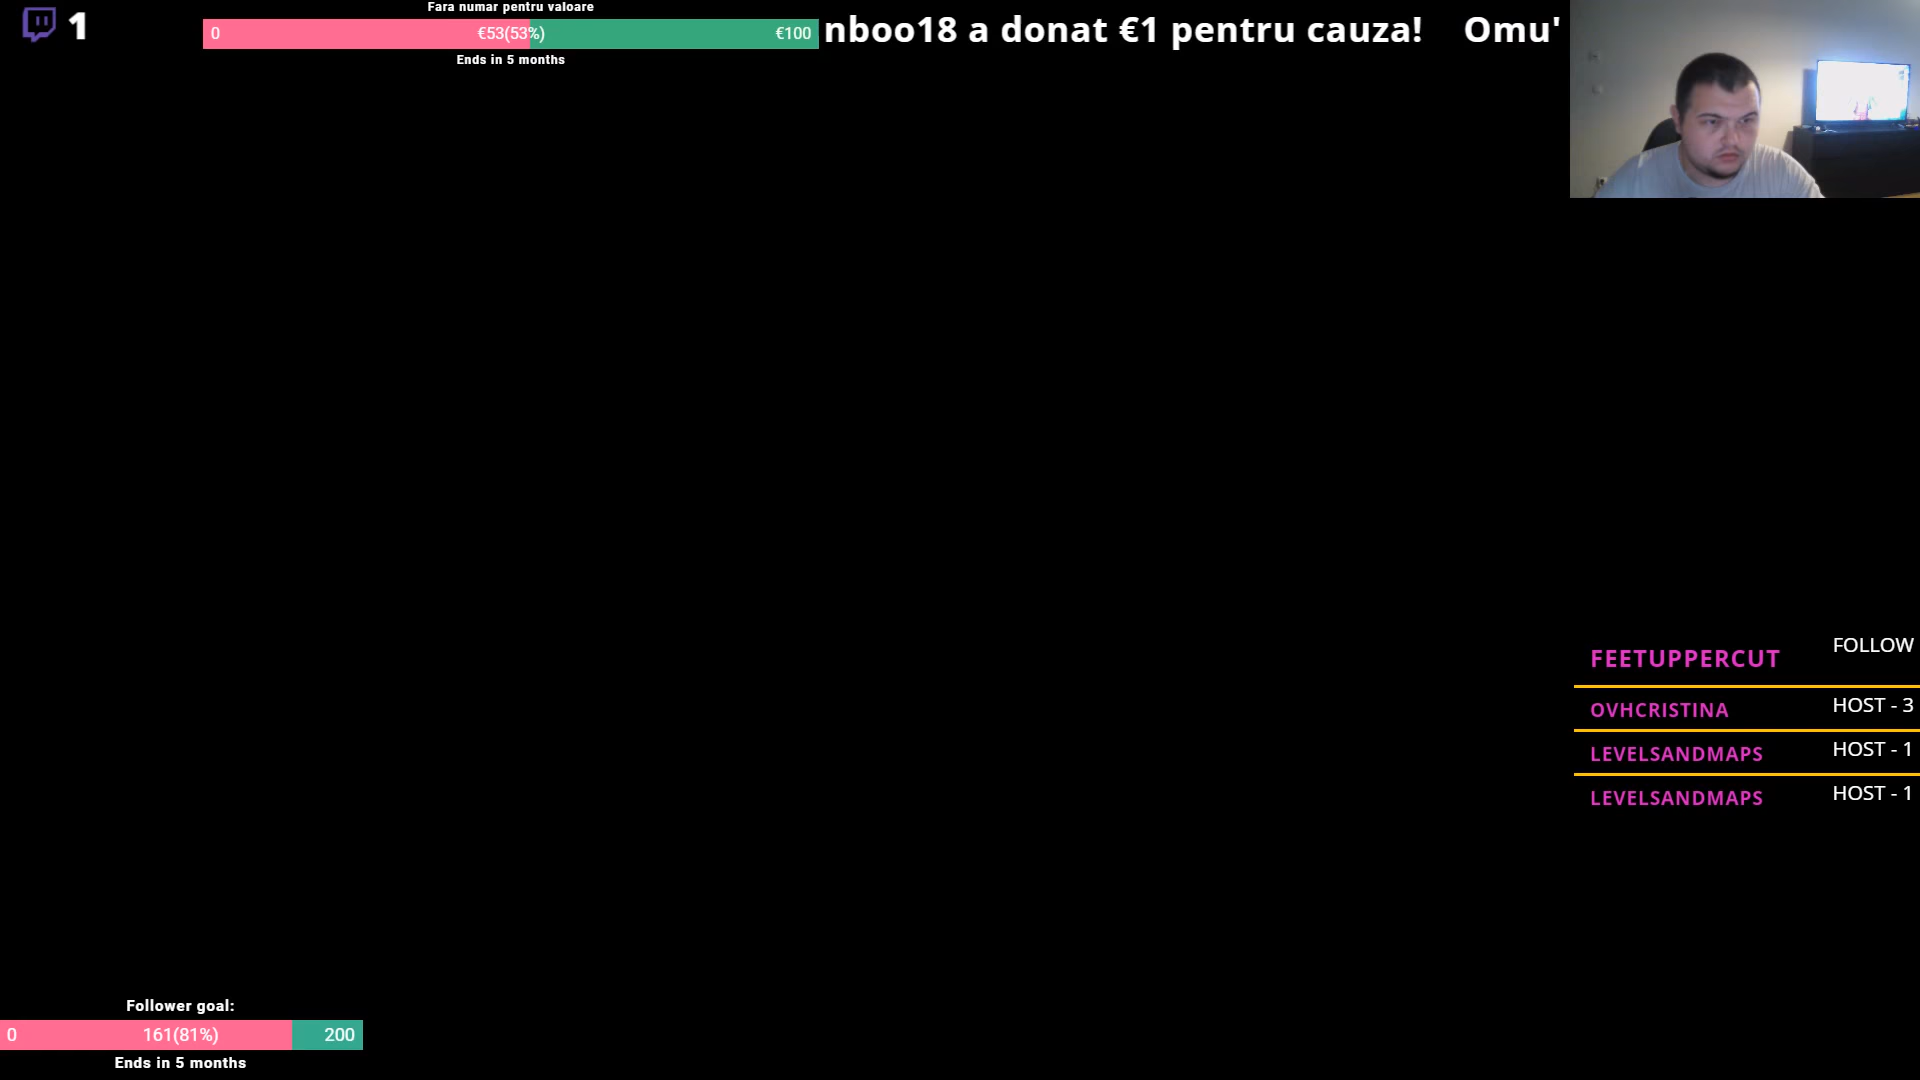 1
Fara numar pentru valoare
0 €53(53%) €100
Ends in 5 months
nboo18 a donat €1 pentru cauza! Omu'
FEETUPPERCUT FOLLOW
OVHCRISTINA HOST - 3
LEVELSANDMAPS HOST - 1
LEVELSANDMAPS HOST - 1
Follower goal:
0 161(81%) 200
Ends in 5 months